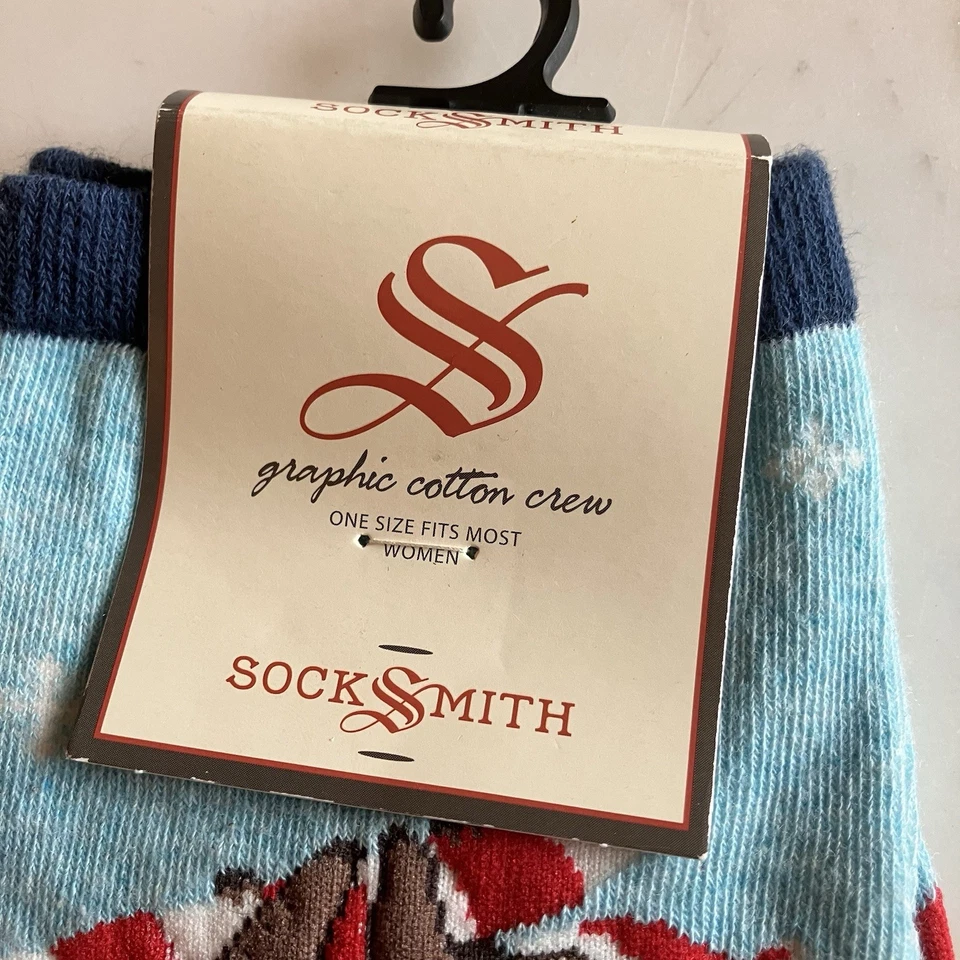 SOCKSMITH
S
graphic cotton crew
ONE SIZE FITS MOST
WOMEN
SOCKSMITH